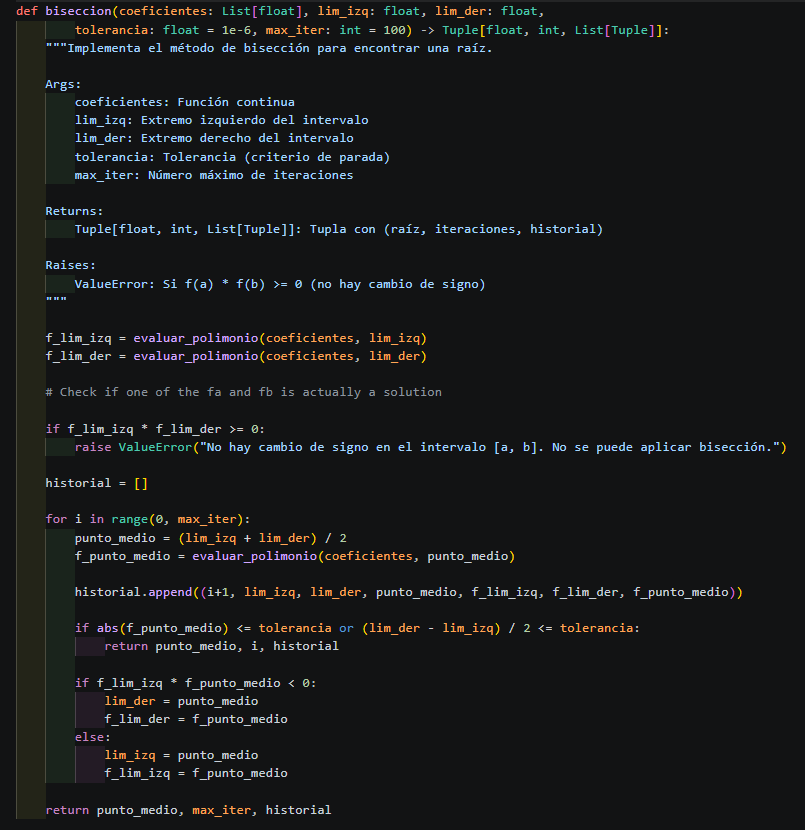 def biseccion(coeficientes: List[float], lim_izq: float, lim_der: float,
        tolerancia: float = 1e-6, max_iter: int = 100) -> Tuple[float, int, List[Tuple]]:
    """Implementa el método de bisección para encontrar una raíz.

    Args:
        coeficientes: Función continua
        lim_izq: Extremo izquierdo del intervalo
        lim_der: Extremo derecho del intervalo
        tolerancia: Tolerancia (criterio de parada)
        max_iter: Número máximo de iteraciones

    Returns:
        Tuple[float, int, List[Tuple]]: Tupla con (raíz, iteraciones, historial)

    Raises:
        ValueError: Si f(a) * f(b) >= 0 (no hay cambio de signo)
    """

    f_lim_izq = evaluar_polimonio(coeficientes, lim_izq)
    f_lim_der = evaluar_polimonio(coeficientes, lim_der)

    # Check if one of the fa and fb is actually a solution

    if f_lim_izq * f_lim_der >= 0:
        raise ValueError("No hay cambio de signo en el intervalo [a, b]. No se puede aplicar bisección.")

    historial = []

    for i in range(0, max_iter):
        punto_medio = (lim_izq + lim_der) / 2
        f_punto_medio = evaluar_polimonio(coeficientes, punto_medio)

        historial.append((i+1, lim_izq, lim_der, punto_medio, f_lim_izq, f_lim_der, f_punto_medio))

        if abs(f_punto_medio) <= tolerancia or (lim_der - lim_izq) / 2 <= tolerancia:
            return punto_medio, i, historial

        if f_lim_izq * f_punto_medio < 0:
            lim_der = punto_medio
            f_lim_der = f_punto_medio
        else:
            lim_izq = punto_medio
            f_lim_izq = f_punto_medio

    return punto_medio, max_iter, historial